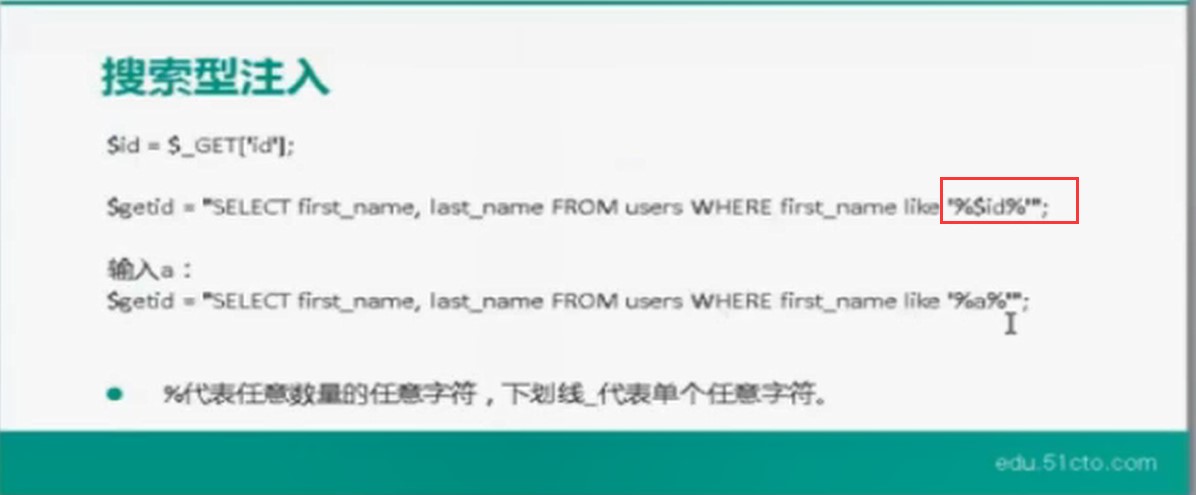 搜索型注入
$id = $_GET['id'];
$getid = "SELECT first_name, last_name FROM users WHERE first_name like '%$id%'";
输入a：
$getid = "SELECT first_name, last_name FROM users WHERE first_name like '%a%'";
%代表任意数量的任意字符，下划线_代表单个任意字符。
edu.51cto.com